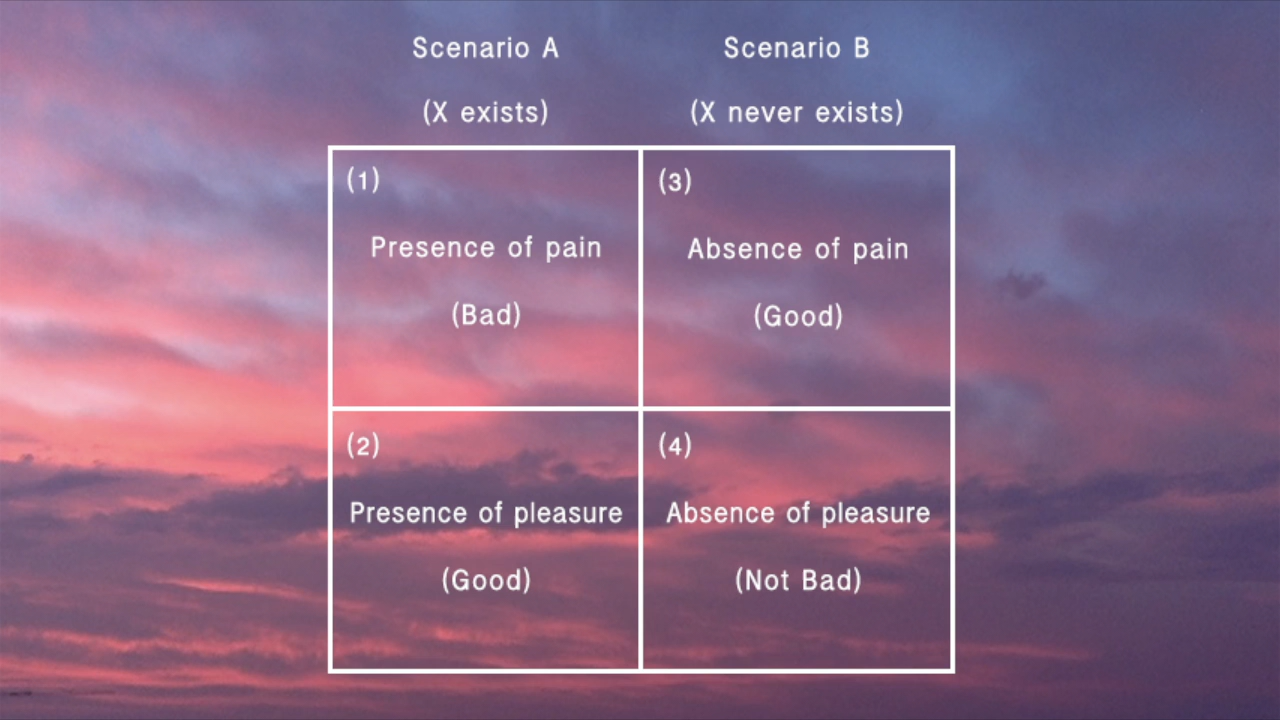 Scenario A
(X exists)
Scenario B
(X never exists)
(1)
Presence of pain
(Bad)
(3)
Absence of pain
(Good)
(2)
Presence of pleasure
(Good)
(4)
Absence of pleasure
(Not Bad)